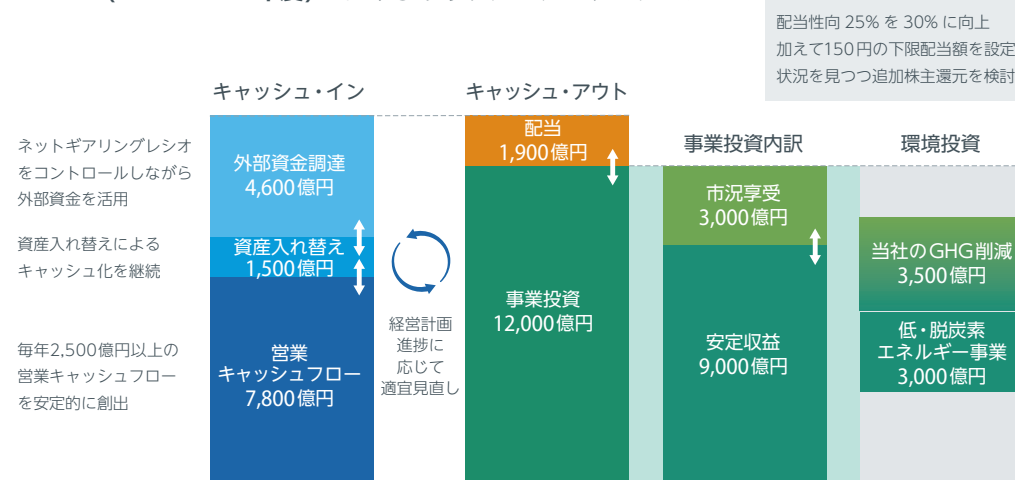 配当性向 25% を 30% に向上
加えて150円の下限配当額を設定
状況を見つつ追加株主還元を検討
キャッシュ・イン
キャッシュ・アウト
ネットギアリングレシオ
をコントロールしながら
外部資金を活用
外部資金調達
4,600億円
配当
1,900億円
事業投資内訳
環境投資
市況享受
3,000億円
資産入れ替えによる
キャッシュ化を継続
資産入れ替え
1,500億円
当社のGHG削減
3,500億円
事業投資
12,000億円
経営計画
進捗に
応じて
適宜見直し
毎年2,500億円以上の
営業キャッシュフロー
を安定的に創出
営業
キャッシュフロー
7,800億円
安定収益
9,000億円
低・脱炭素
エネルギー事業
3,000億円